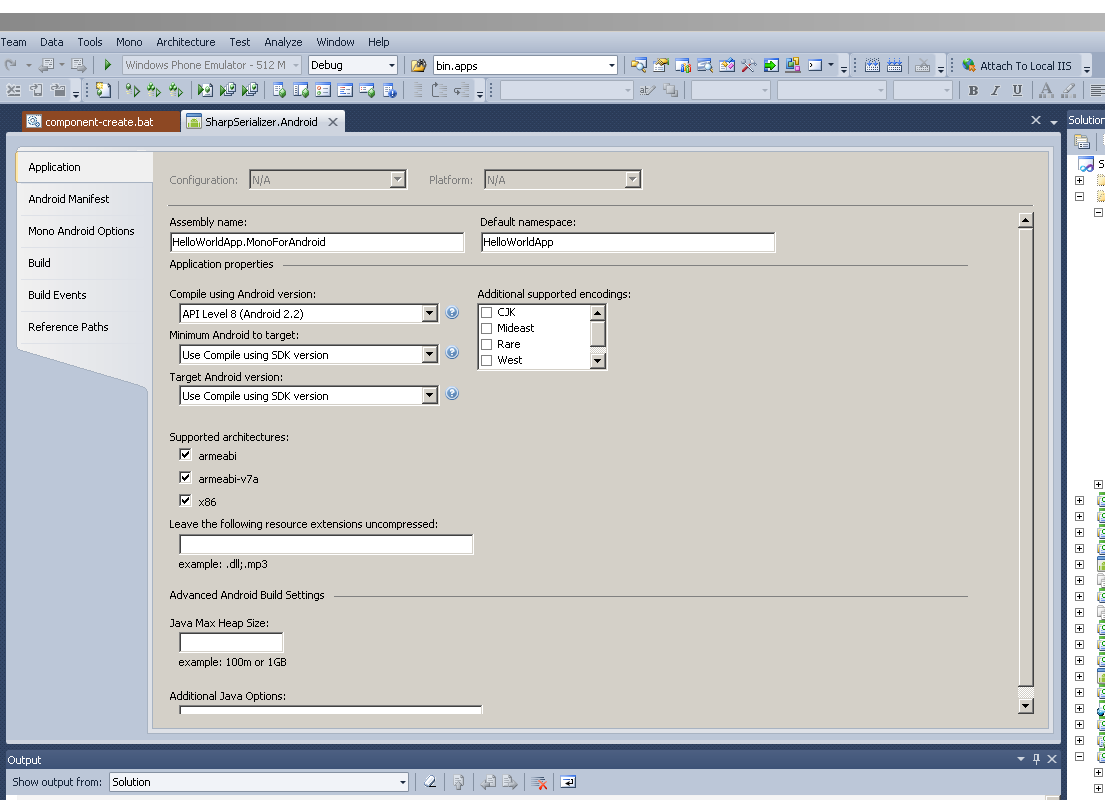 Team Data Tools Mono Architecture Test Analyze Window Help
Windows Phone Emulator - 512 M Debug bin.apps Attach To Local IIS
B I U A
component-create.bat SharpSerializer.Android Solution
Application
Android Manifest
Mono Android Options
Build
Build Events
Reference Paths
Configuration: N/A Platform: N/A
Assembly name: Default namespace:
HelloWorldApp.MonoForAndroid HelloWorldApp
Application properties
Compile using Android version: Additional supported encodings:
API Level 8 (Android 2.2) CJK
Mideast
Minimum Android to target: Rare
Use Compile using SDK version West
Target Android version:
Use Compile using SDK version
Supported architectures:
armeabi
armeabi-v7a
x86
Leave the following resource extensions uncompressed:
example: .dll;.mp3
Advanced Android Build Settings
Java Max Heap Size:
example: 100m or 1GB
Additional Java Options:
Output
Show output from: Solution